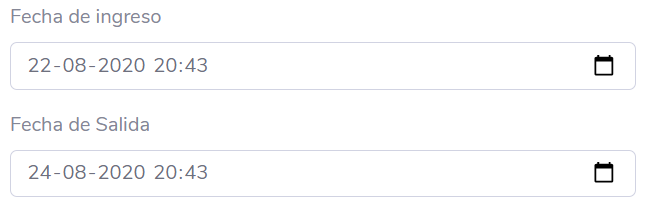 Fecha de ingreso
22-08-2020 20:43
Fecha de Salida
24-08-2020 20:43